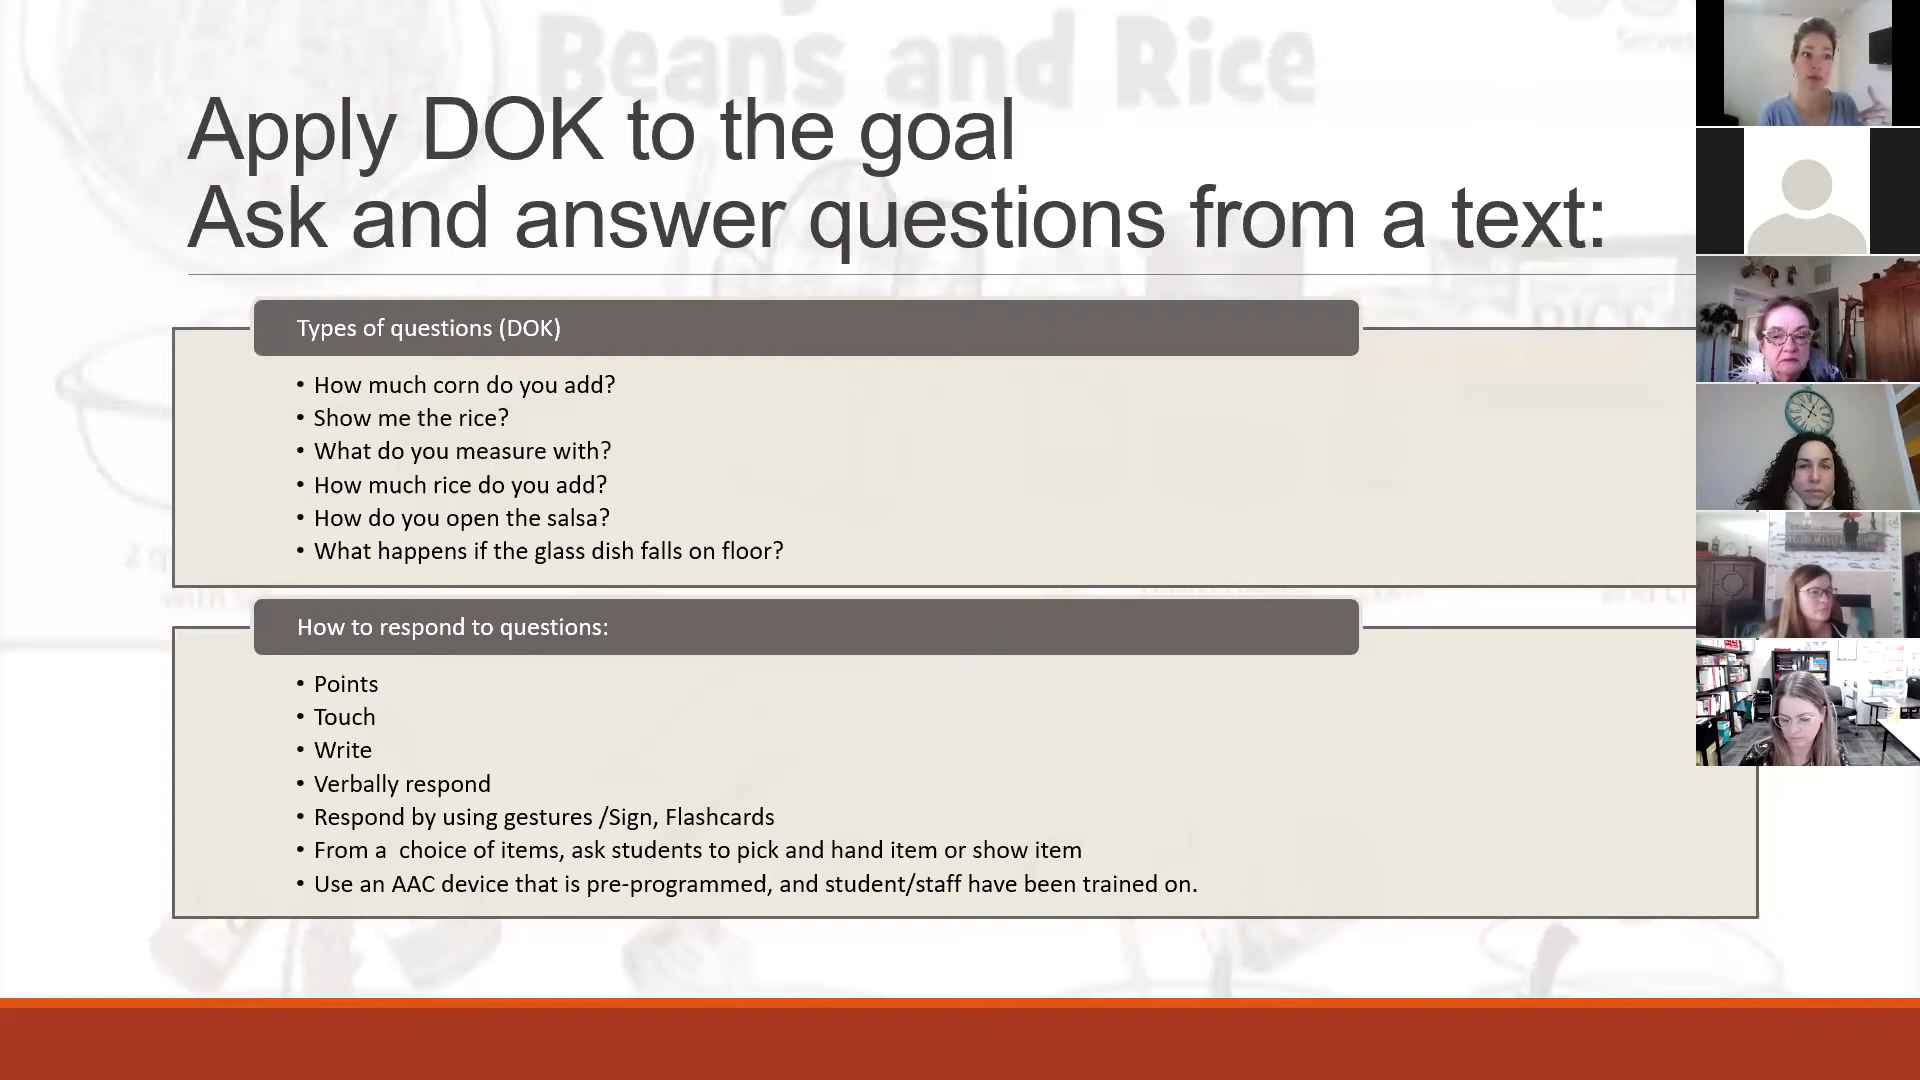 Beans and Rice
Serves
Apply DOK to the goal
Ask and answer questions from a text:
RICE
Types of questions (DOK)
• How much corn do you add?
• Show me the rice?
• What do you measure with?
• How much rice do you add?
• How do you open the salsa?
• What happens if the glass dish falls on floor?
How to respond to questions:
• Points
• Touch
• Write
• Verbally respond
• Respond by using gestures /Sign, Flashcards
• From a  choice of items, ask students to pick and hand item or show item
• Use an AAC device that is pre-programmed, and student/staff have been trained on.